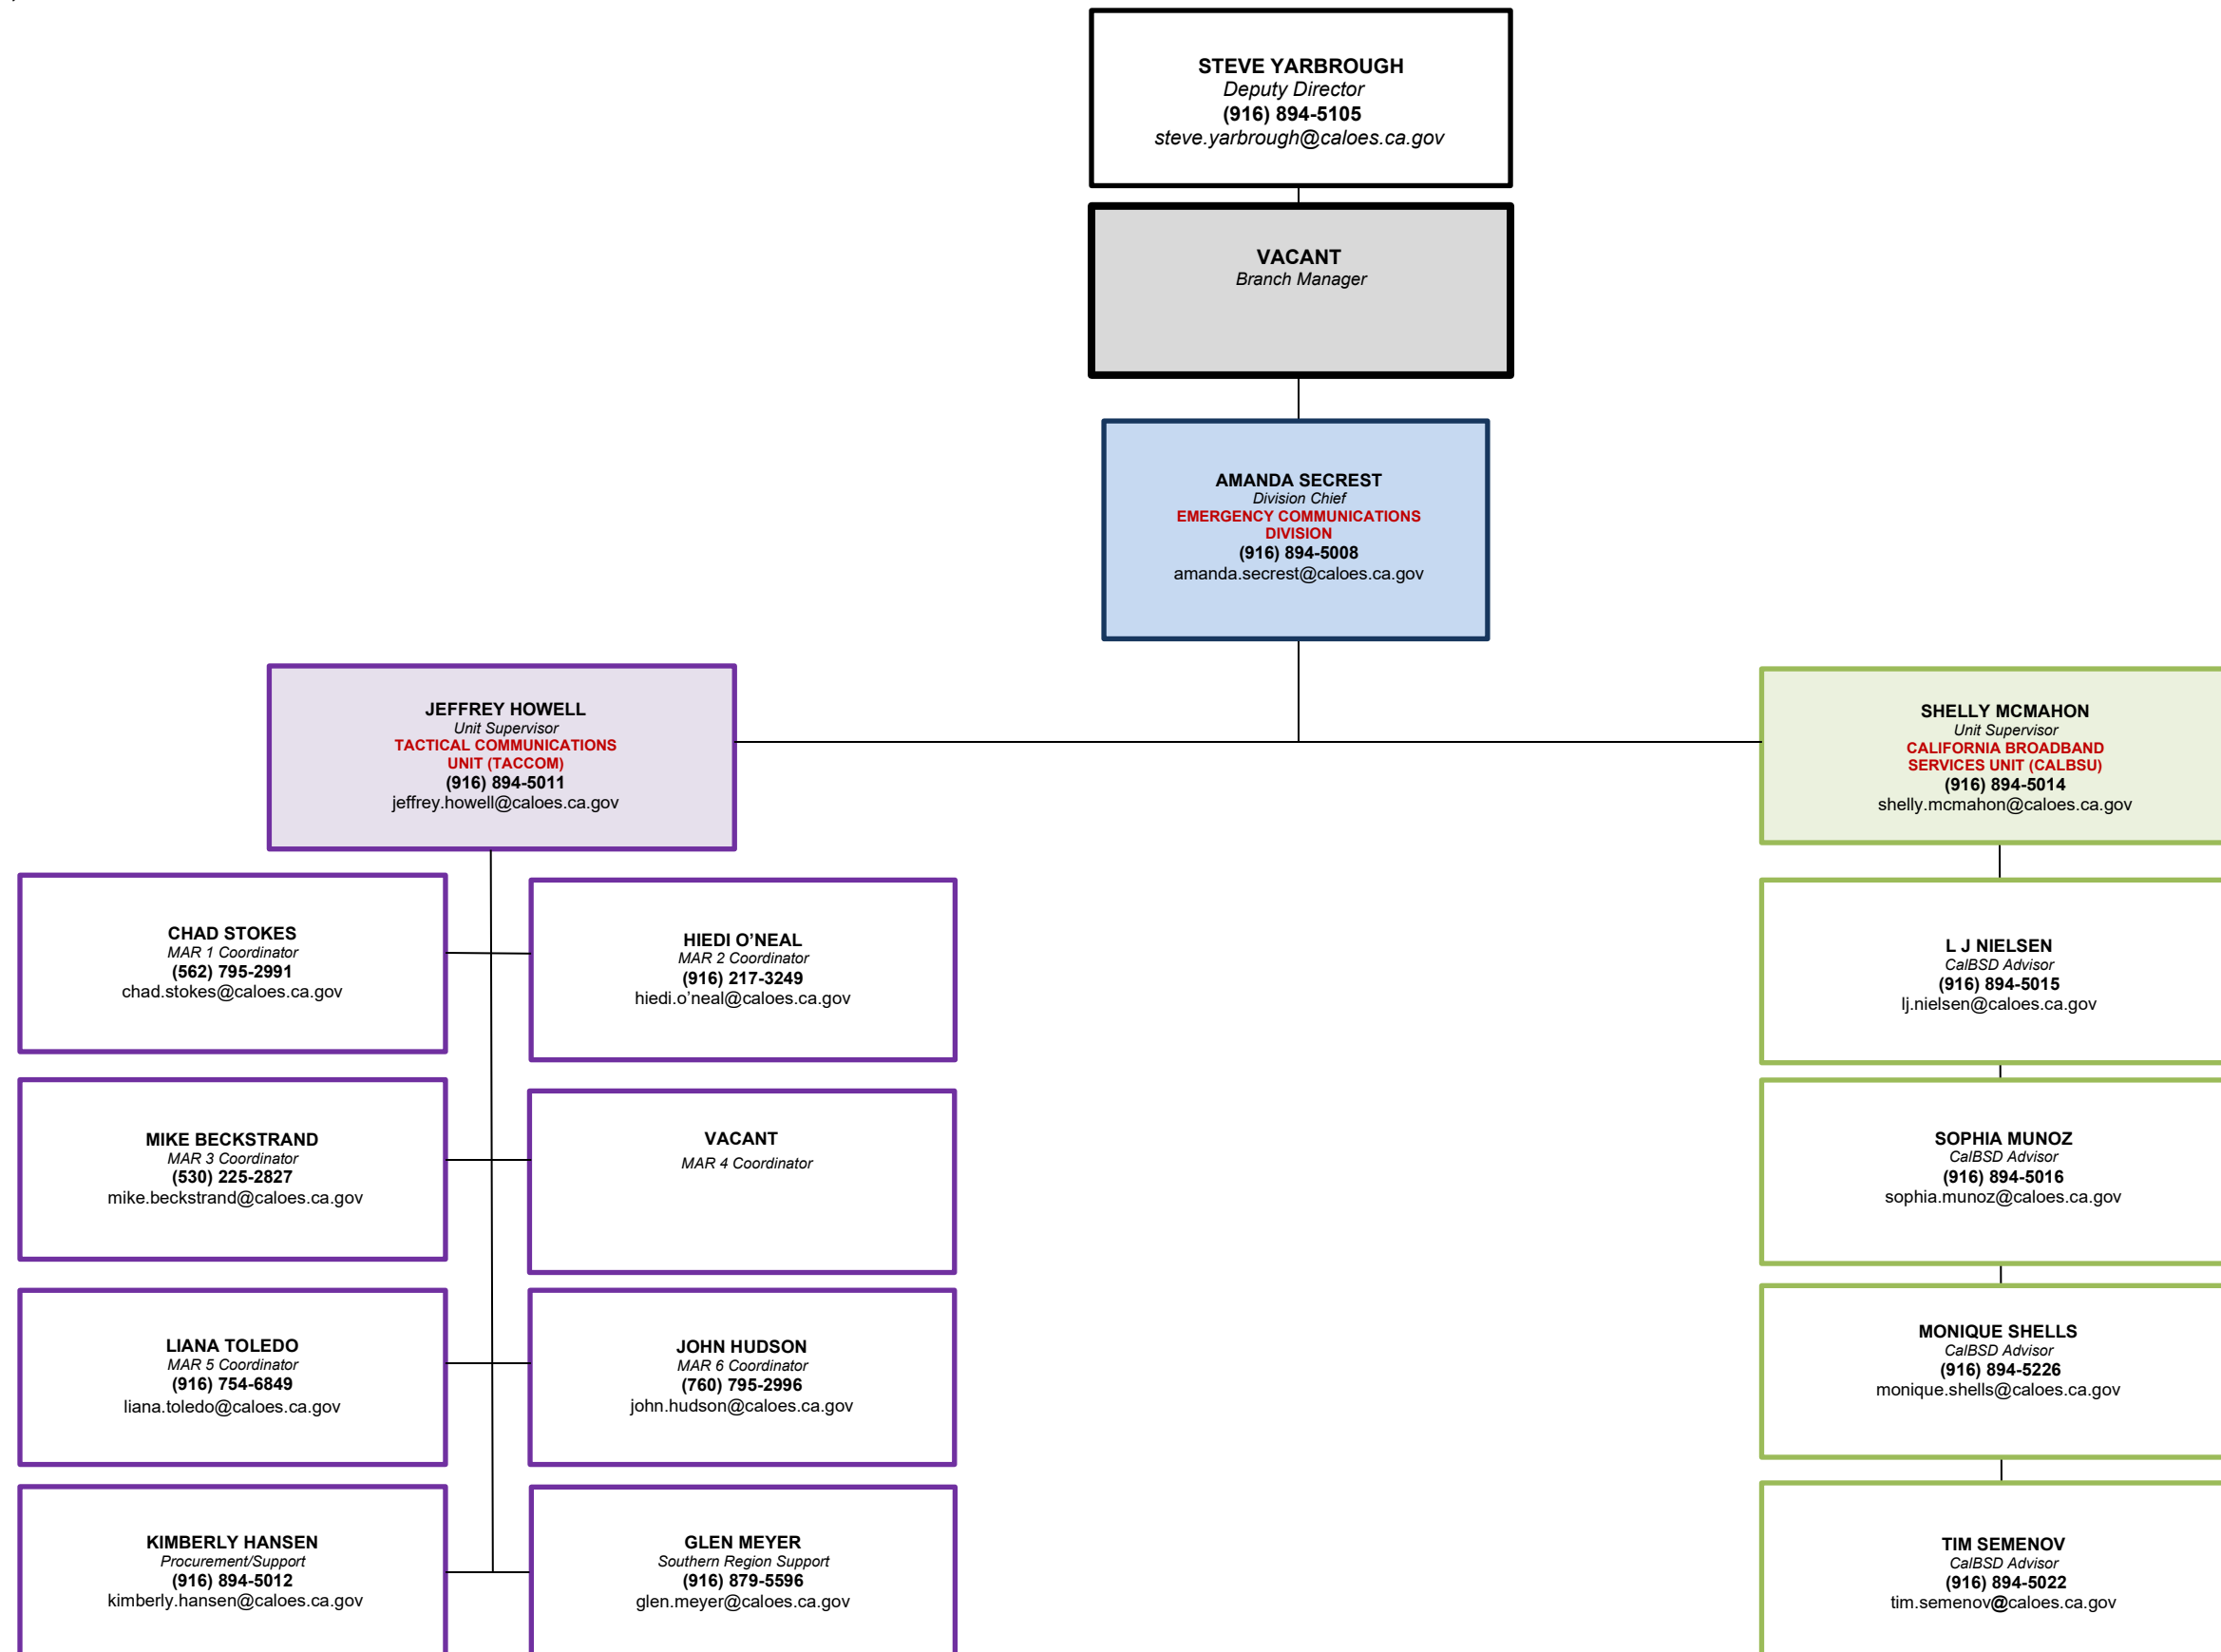 STEVE YARBROUGH
Deputy Director
(916) 894-5105
steve.yarbrough@caloes.ca.gov
VACANT
Branch Manager
AMANDA SECREST
Division Chief
EMERGENCY COMMUNICATIONS
DIVISION
(916) 894-5008
amanda.secrest@caloes.ca.gov
JEFFREY HOWELL
Unit Supervisor
TACTICAL COMMUNICATIONS
UNIT (TACCOM)
(916) 894-5011
jeffrey.howell@caloes.ca.gov
SHELLY MCMAHON
Unit Supervisor
CALIFORNIA BROADBAND
SERVICES UNIT (CALBSU)
(916) 894-5014
shelly.mcmahon@caloes.ca.gov
CHAD STOKES
MAR 1 Coordinator
(562) 795-2991
chad.stokes@caloes.ca.gov
HIEDI O’NEAL
MAR 2 Coordinator
(916) 217-3249
hiedi.o’neal@caloes.ca.gov
L J NIELSEN
CalBSD Advisor
(916) 894-5015
lj.nielsen@caloes.ca.gov
MIKE BECKSTRAND
MAR 3 Coordinator
(530) 225-2827
mike.beckstrand@caloes.ca.gov
VACANT
MAR 4 Coordinator
SOPHIA MUNOZ
CalBSD Advisor
(916) 894-5016
sophia.munoz@caloes.ca.gov
LIANA TOLEDO
MAR 5 Coordinator
(916) 754-6849
liana.toledo@caloes.ca.gov
JOHN HUDSON
MAR 6 Coordinator
(760) 795-2996
john.hudson@caloes.ca.gov
MONIQUE SHELLS
CalBSD Advisor
(916) 894-5226
monique.shells@caloes.ca.gov
KIMBERLY HANSEN
Procurement/Support
(916) 894-5012
kimberly.hansen@caloes.ca.gov
GLEN MEYER
Southern Region Support
(916) 879-5596
glen.meyer@caloes.ca.gov
TIM SEMENOV
CalBSD Advisor
(916) 894-5022
tim.semenov@caloes.ca.gov